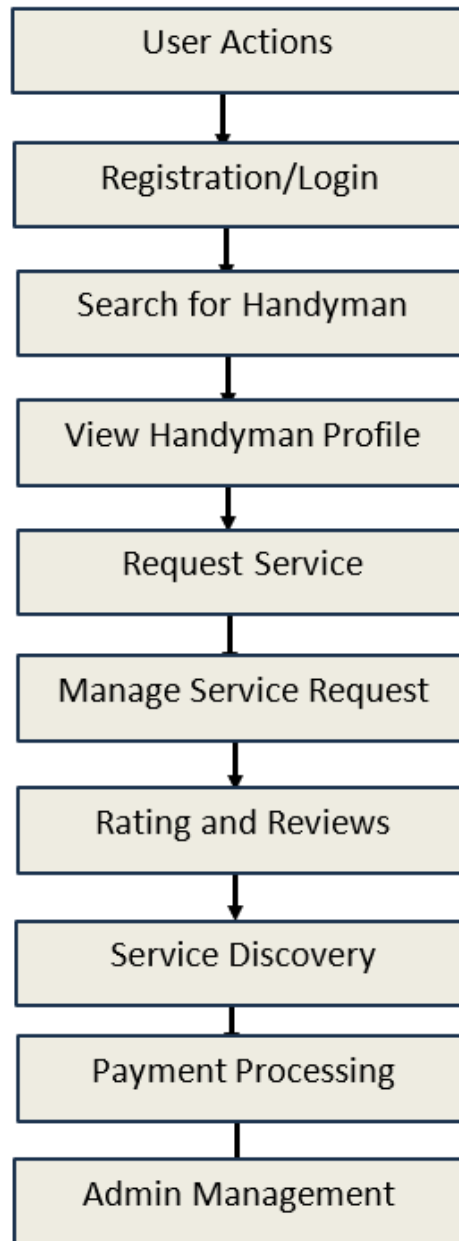 User Actions
Registration/Login
Search for Handyman
View Handyman Profile
Request Service
Manage Service Request
Rating and Reviews
Service Discovery
Payment Processing
Admin Management